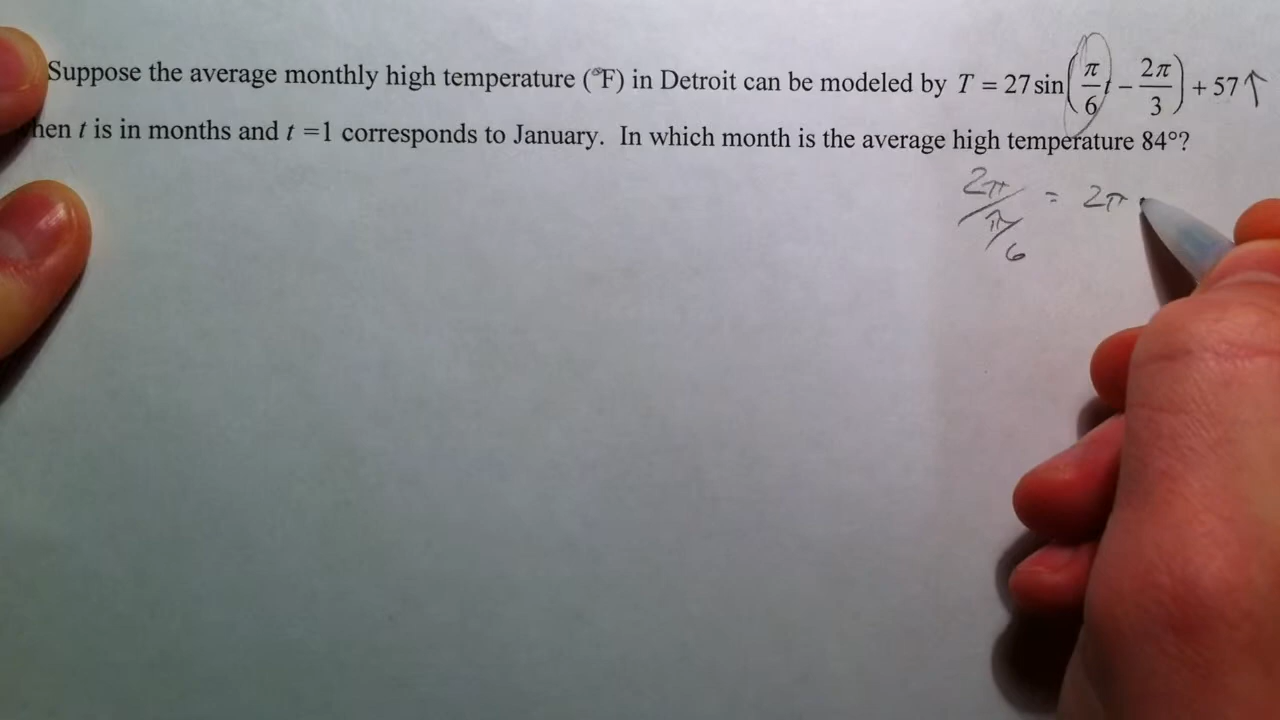 Suppose the average monthly high temperature (°F) in Detroit can be modeled by T = 27 sin(π/6 t − 2π/3) + 57 ↑
hen t is in months and t =1 corresponds to January. In which month is the average high temperature 84°?
2π/π/6 = 2π